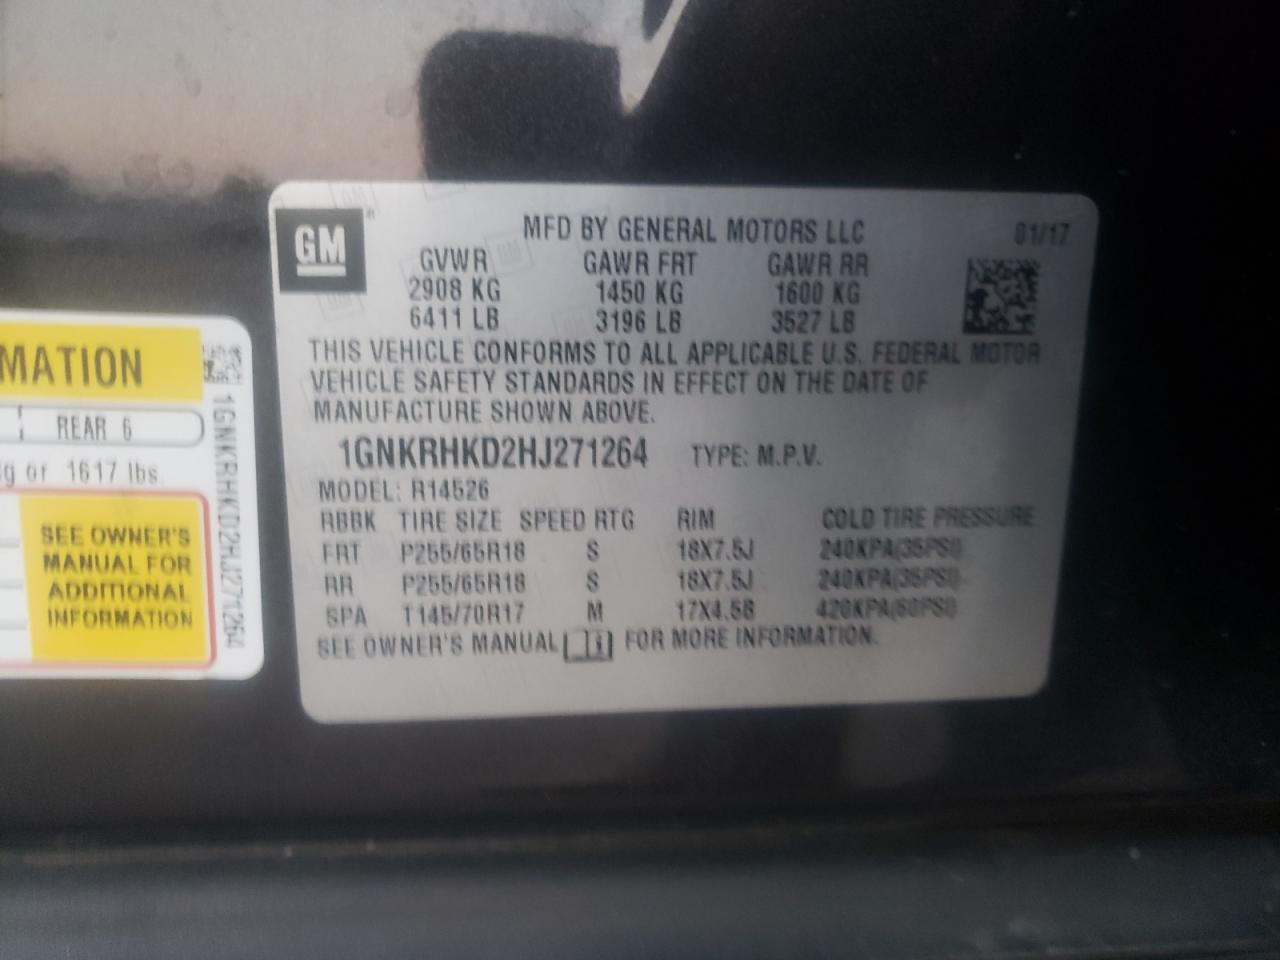 MATION
REAR 6
g or 1617 lbs.
SEE OWNER'S
MANUAL FOR
ADDITIONAL
INFORMATION
1GNKRHKD2HJ271264
GM
MFD BY GENERAL MOTORS LLC 01/17
GVWR GAWR FRT GAWR RR
2908 KG 1450 KG 1600 KG
6411 LB 3196 LB 3527 LB
THIS VEHICLE CONFORMS TO ALL APPLICABLE U.S. FEDERAL MOTOR
VEHICLE SAFETY STANDARDS IN EFFECT ON THE DATE OF
MANUFACTURE SHOWN ABOVE.
1GNKRHKD2HJ271264 TYPE: M.P.V.
MODEL: R14526
RBBK TIRE SIZE SPEED RTG RIM COLD TIRE PRESSURE
FRT P255/65R18 S 18X7.5J 240KPA(35PSI)
RR P255/65R18 S 18X7.5J 240KPA(35PSI)
SPA T145/70R17 M 17X4.5B 420KPA(60PSI)
SEE OWNER'S MANUAL FOR MORE INFORMATION.